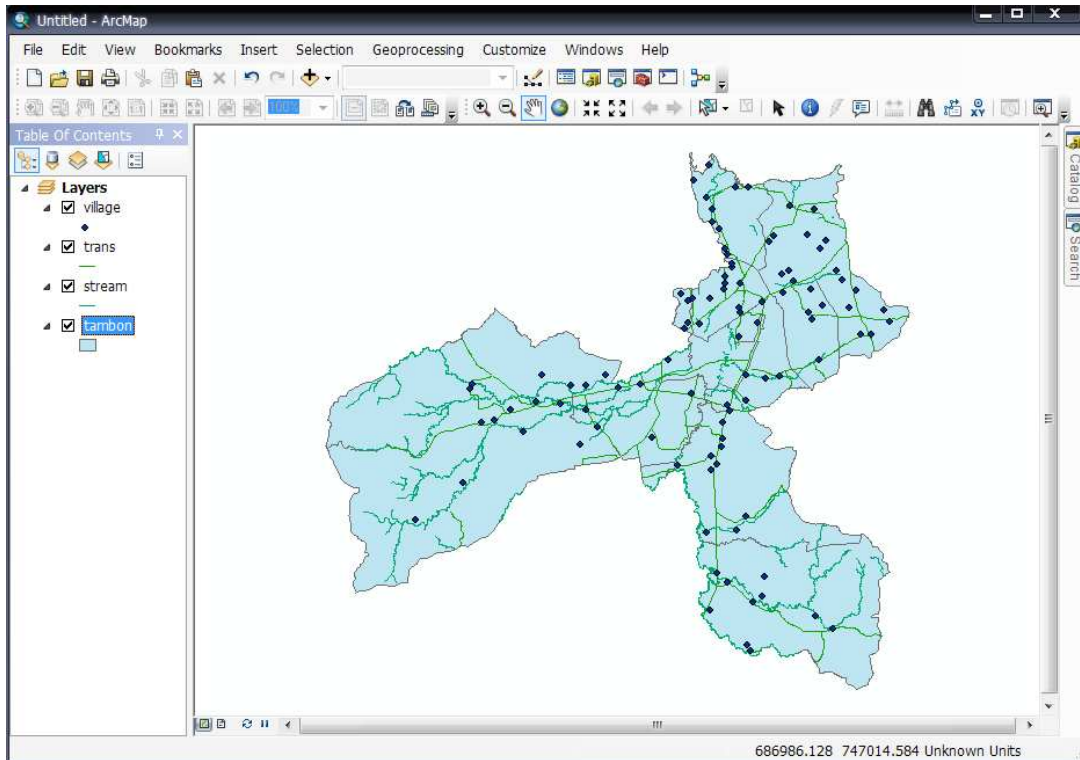 Untitled - ArcMap
File Edit View Bookmarks Insert Selection Geoprocessing Customize Windows Help
100%
Table Of Contents
Layers
village
trans
stream
tambon
Catalog
Search
686986.128 747014.584 Unknown Units